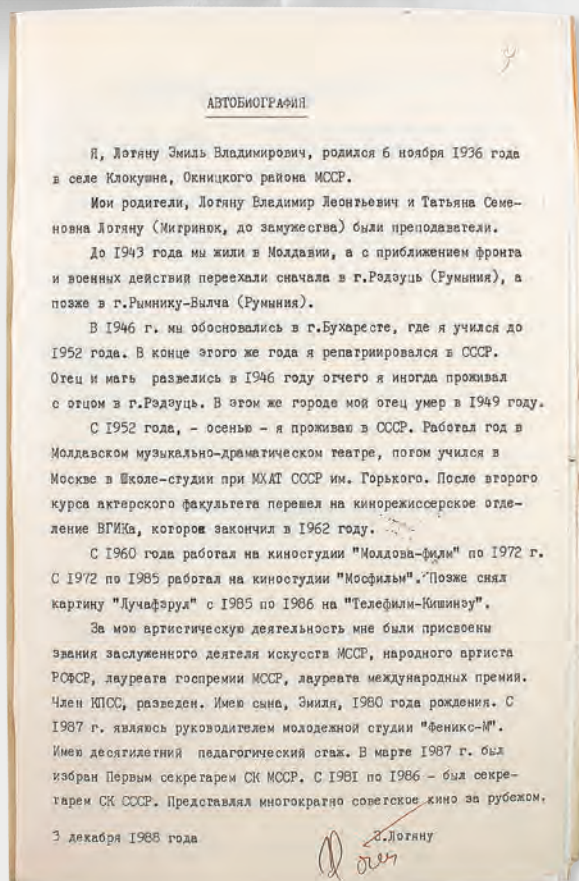 АВТОБИОГРАФИЯ
Я, Лотяну Эмиль Владимирович, родился 6 ноября 1936 года
в селе Клокушна, Окницкого района МССР.
Мои родители, Лотяну Владимир Леонтьевич и Татьяна Семе-
новна Лотяну (Митринюк, до замужества) были преподаватели.
До 1943 года мы жили в Молдавии, а с приближением фронта
и военных действий переехали сначала в г.Рэдэуць (Румыния), а
позже в г.Рымнику-Вылча (Румыния).
В 1946 г. мы обосновались в г.Бухаресте, где я учился до
1952 года. В конце этого же года я репатриировался в СССР.
Отец и мать развелись в 1946 году отчего я иногда проживал
с отцом в г.Рэдэуць. В этом же городе мой отец умер в 1949 году.
С 1952 года, - осенью - я проживаю в СССР. Работал год в
Молдавском музыкально-драматическом театре, потом учился в
Москве в Школе-студии при МХАТ СССР им. Горького. После второго
курса актерского факультета перешел на кинорежиссерское отде-
ление ВГИКа, которое закончил в 1962 году.
С 1960 года работал на киностудии "Молдова-филм" по 1972 г.
С 1972 по 1985 работал на киностудии "Мосфильм". Позже снял
картину "Лучафэрул" с 1985 по 1986 на "Телефилм-Кишинэу".
За мою артистическую деятельность мне были присвоены
звания заслуженного деятеля искусств МССР, народного артиста
РСФСР, лауреата госпремии МССР, лауреата международных премий.
Член КПСС, разведен. Имею сына, Эмиля, 1980 года рождения. С
1987 г. являюсь руководителем молодежной студии "Феникс-М".
Имею десятилетний педагогический стаж. В марте 1987 г. был
избран Первым секретарем СК МССР. С 1981 по 1986 - был секре-
тарем СК СССР. Представлял многократно советское кино за рубежом.
3 декабря 1988 года Э.Лотяну